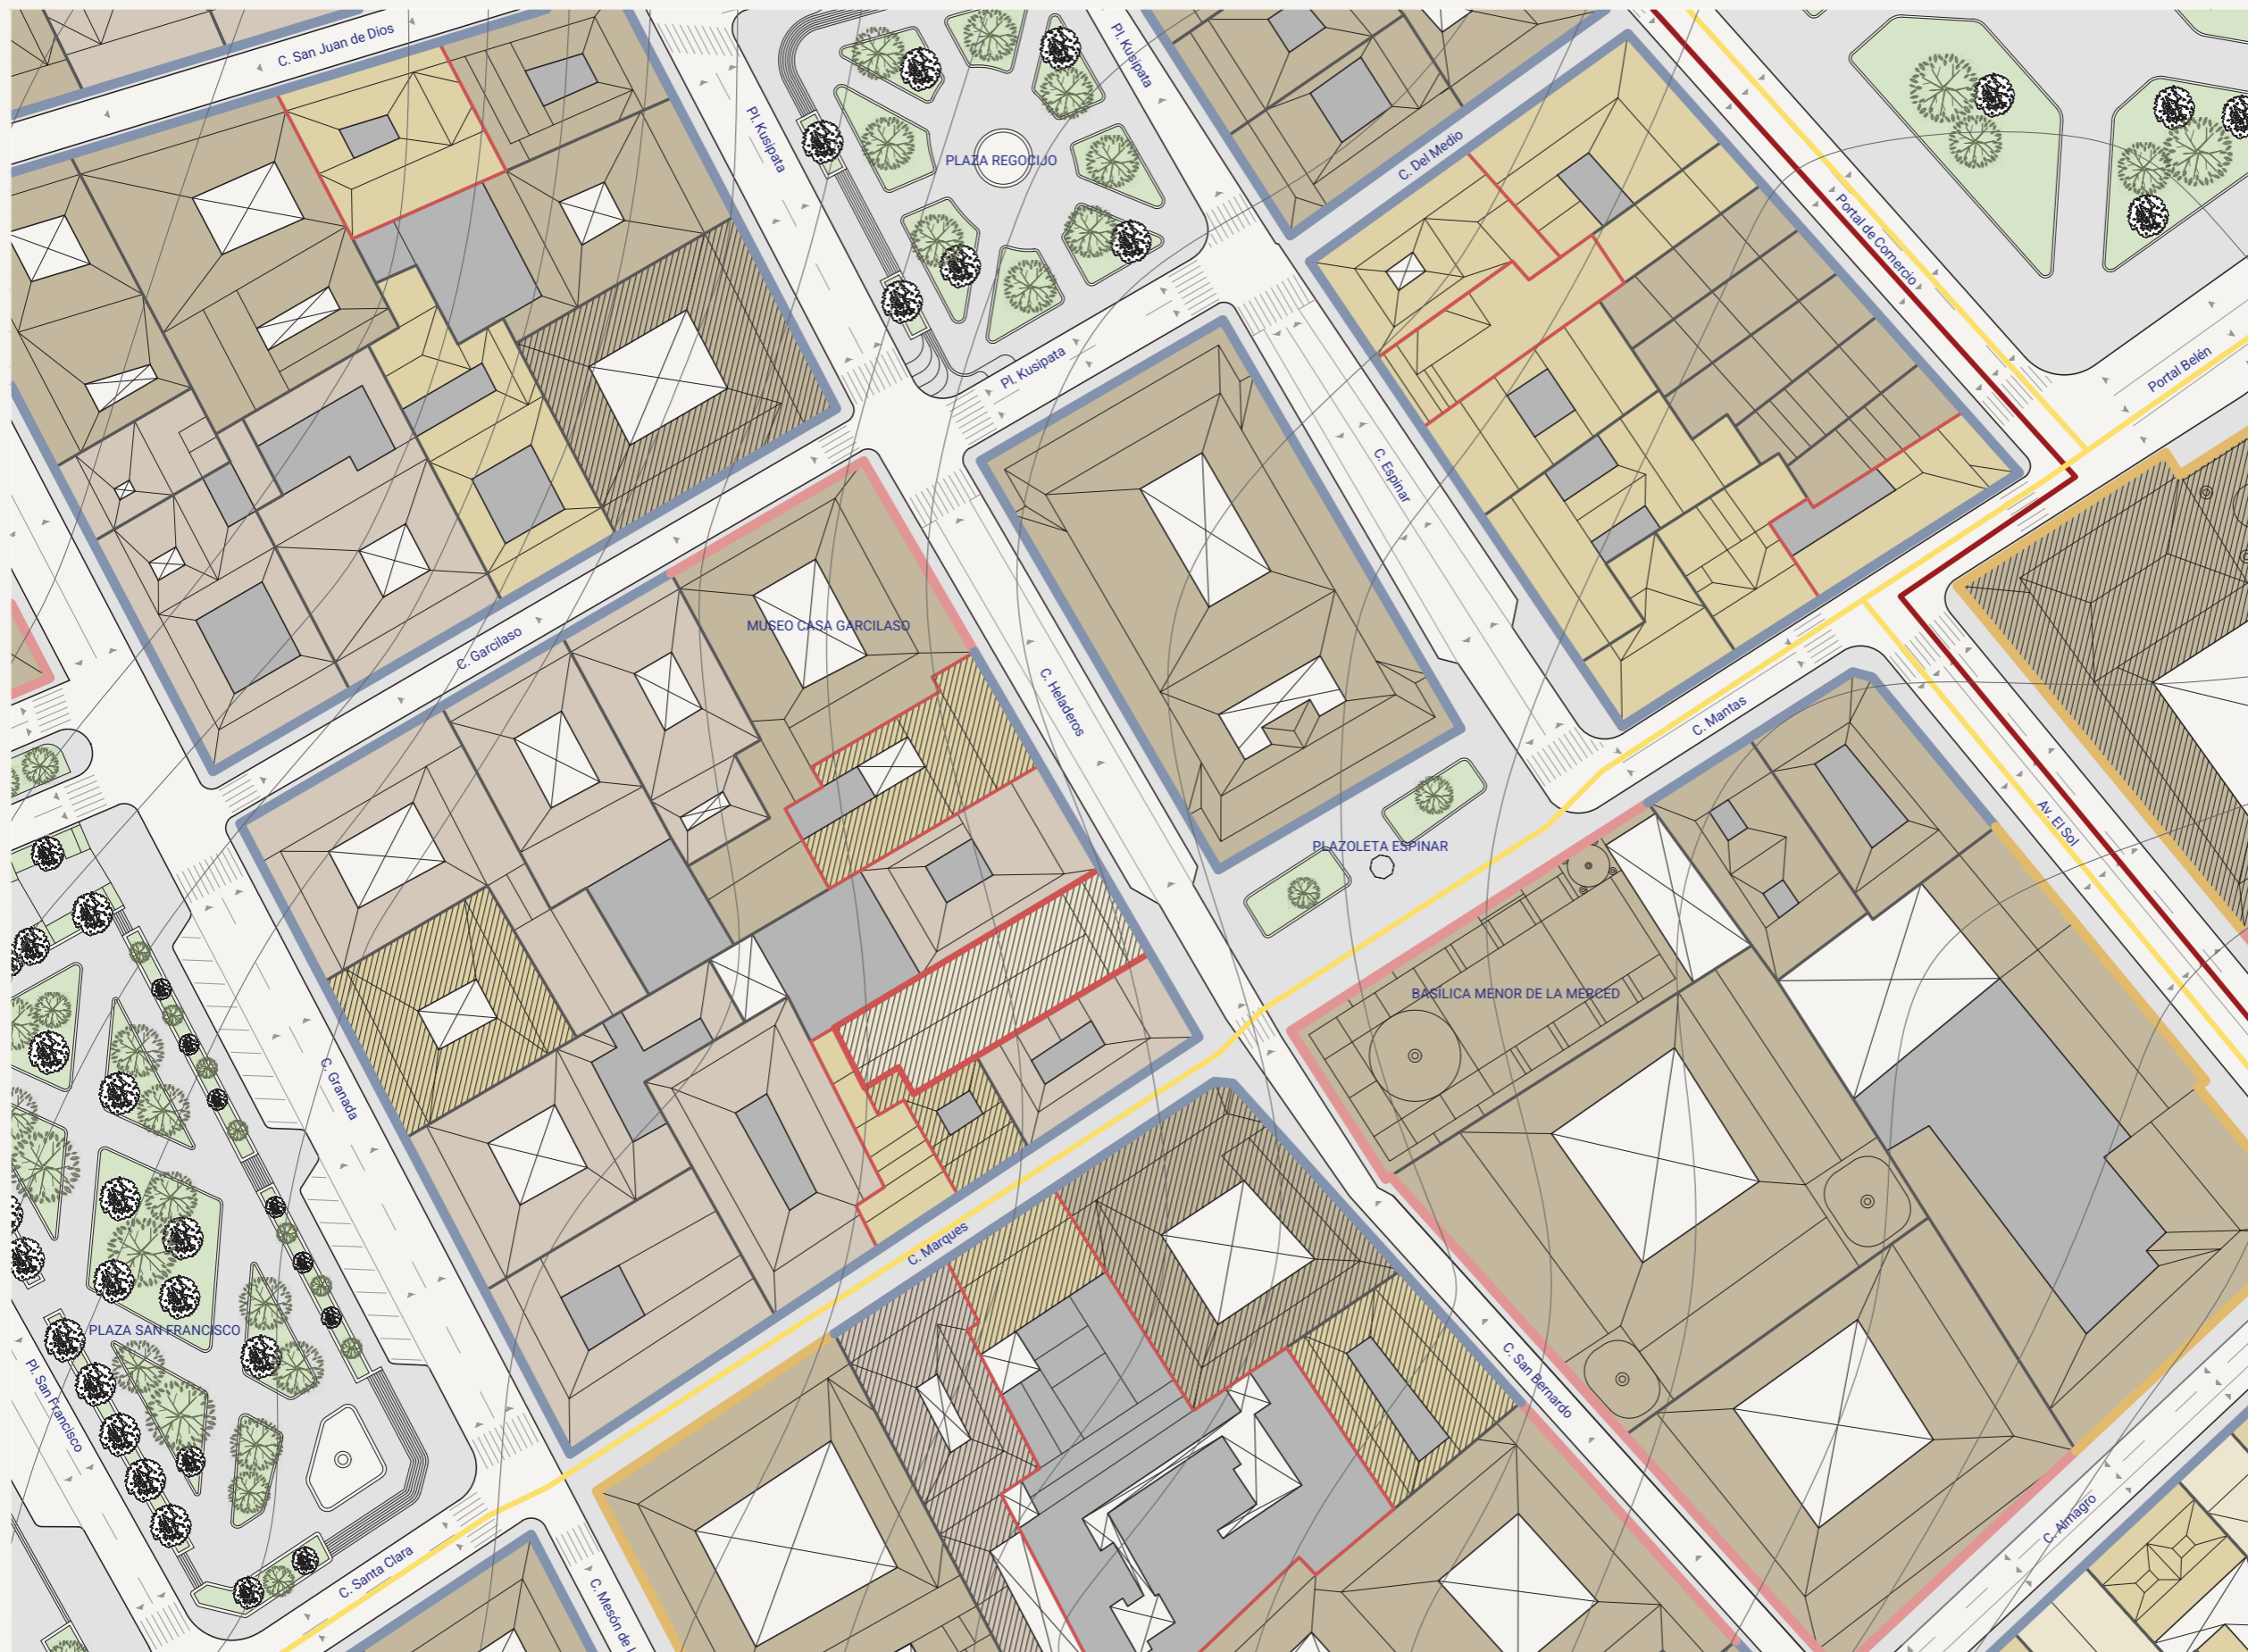 C. San Juan de Dios
Pl. Kusipata
Pl. Kusipata
PLAZA REGOCIJO
C. Del Medio
Portal de Comercio
Portal Belén
Pl. Kusipata
C. Espinar
C. Garcilaso
MUSEO CASA GARCILASO
C. Heladeros
C. Mantas
Av. El Sol
PLAZOLETA ESPINAR
BASÍLICA MENOR DE LA MERCED
C. Granada
C. Marques
PLAZA SAN FRANCISCO
Pl. San Francisco
C. San Bernardo
C. Almagro
C. Santa Clara
C. Mesón de l